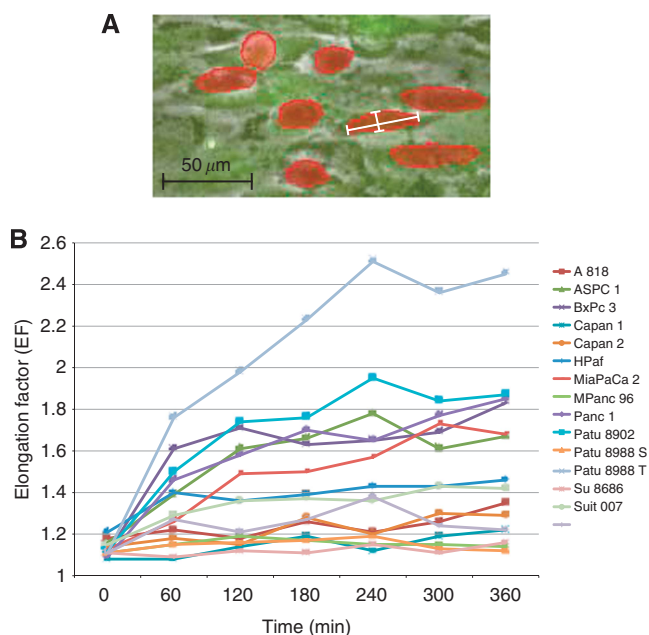 A
50 μm
B
Elongation factor (EF)
2.6
2.4
2.2
2
1.8
1.6
1.4
1.2
1
0 60 120 180 240 300 360
Time (min)
A 818
ASPC 1
BxPc 3
Capan 1
Capan 2
HPaf
MiaPaCa 2
MPanc 96
Panc 1
Patu 8902
Patu 8988 S
Patu 8988 T
Su 8686
Suit 007